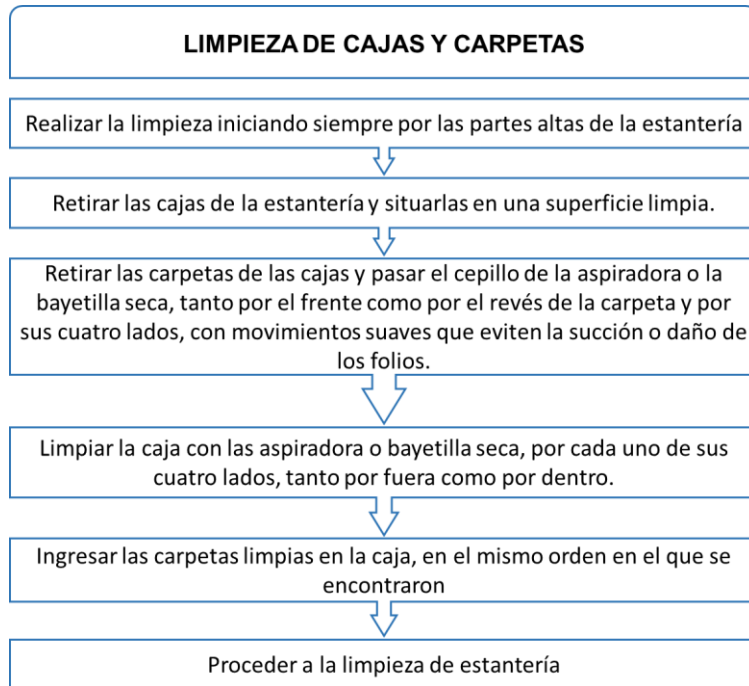 LIMPIEZA DE CAJAS Y CARPETAS
Realizar la limpieza iniciando siempre por las partes altas de la estantería
Retirar las cajas de la estantería y situarlas en una superficie limpia.
Retirar las carpetas de las cajas y pasar el cepillo de la aspiradora o la
bayetilla seca, tanto por el frente como por el revés de la carpeta y por
sus cuatro lados, con movimientos suaves que eviten la succión o daño de
los folios.
Limpiar la caja con las aspiradora o bayetilla seca, por cada uno de sus
cuatro lados, tanto por fuera como por dentro.
Ingresar las carpetas limpias en la caja, en el mismo orden en el que se
encontraron
Proceder a la limpieza de estantería